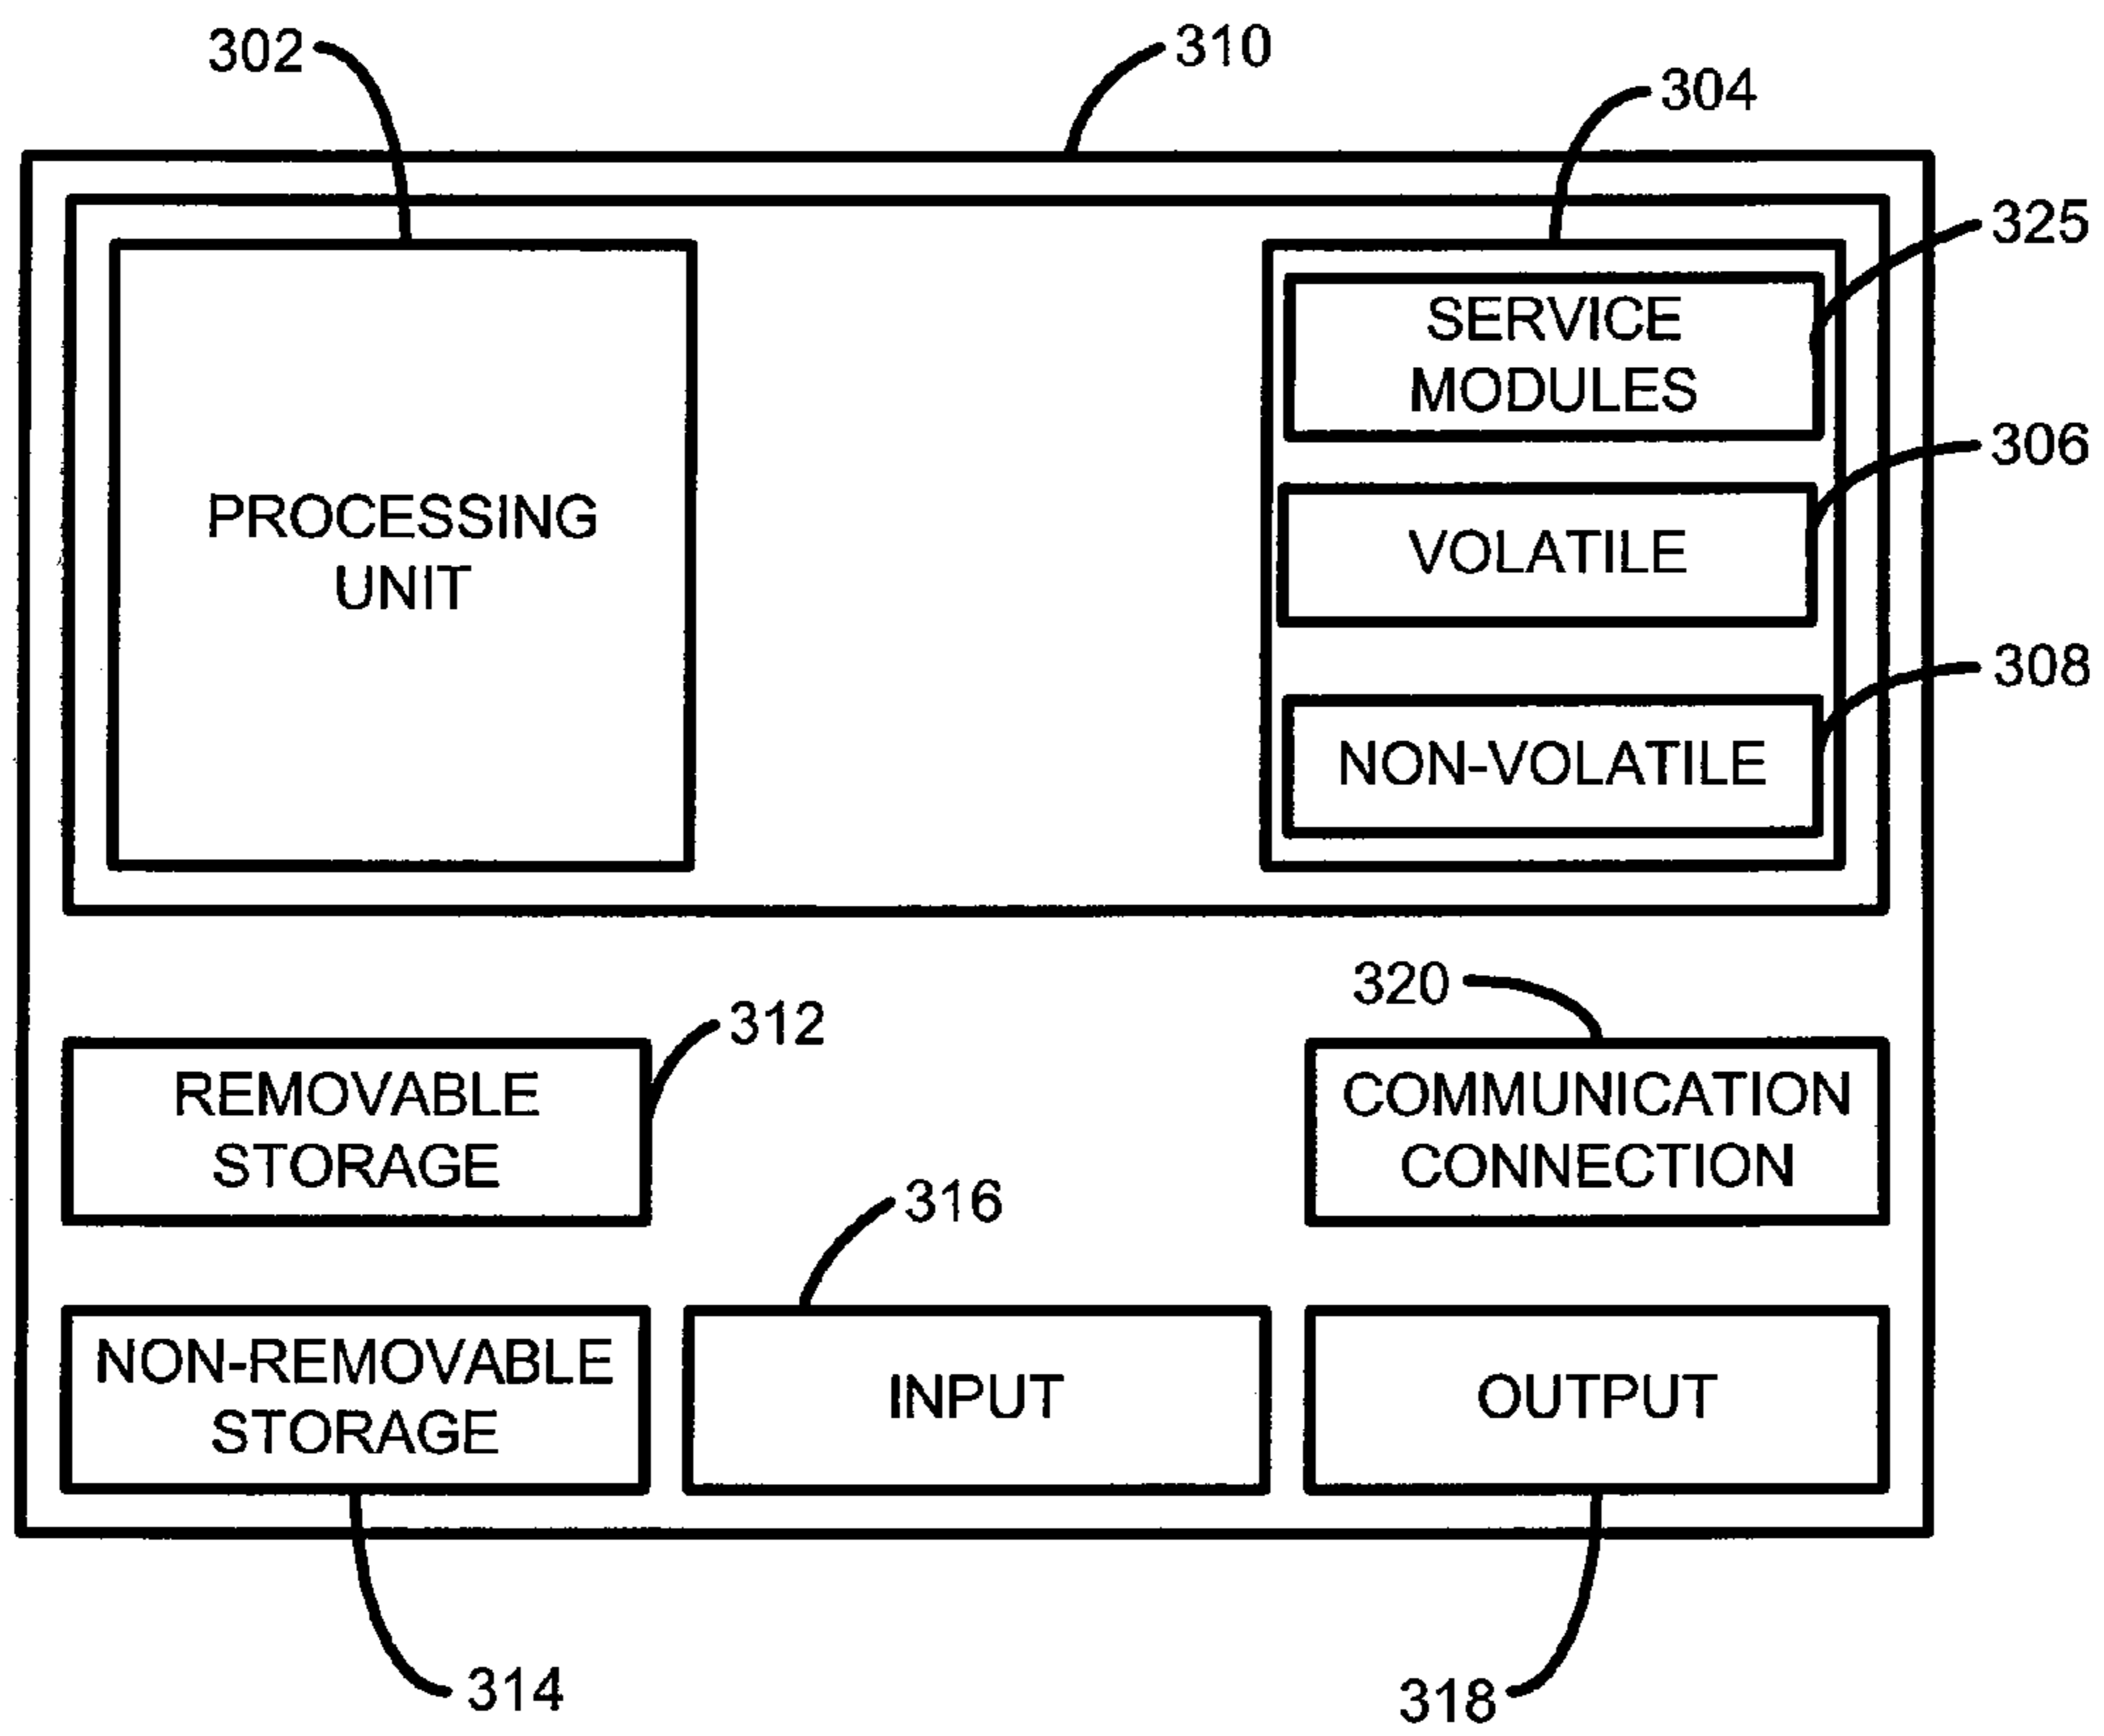 302
310
304
325
SERVICE
MODULES
306
PROCESSING
UNIT
VOLATILE
308
NON-VOLATILE
320
312
REMOVABLE
STORAGE
COMMUNICATION
CONNECTION
316
NON-REMOVABLE
STORAGE
INPUT
OUTPUT
314
318